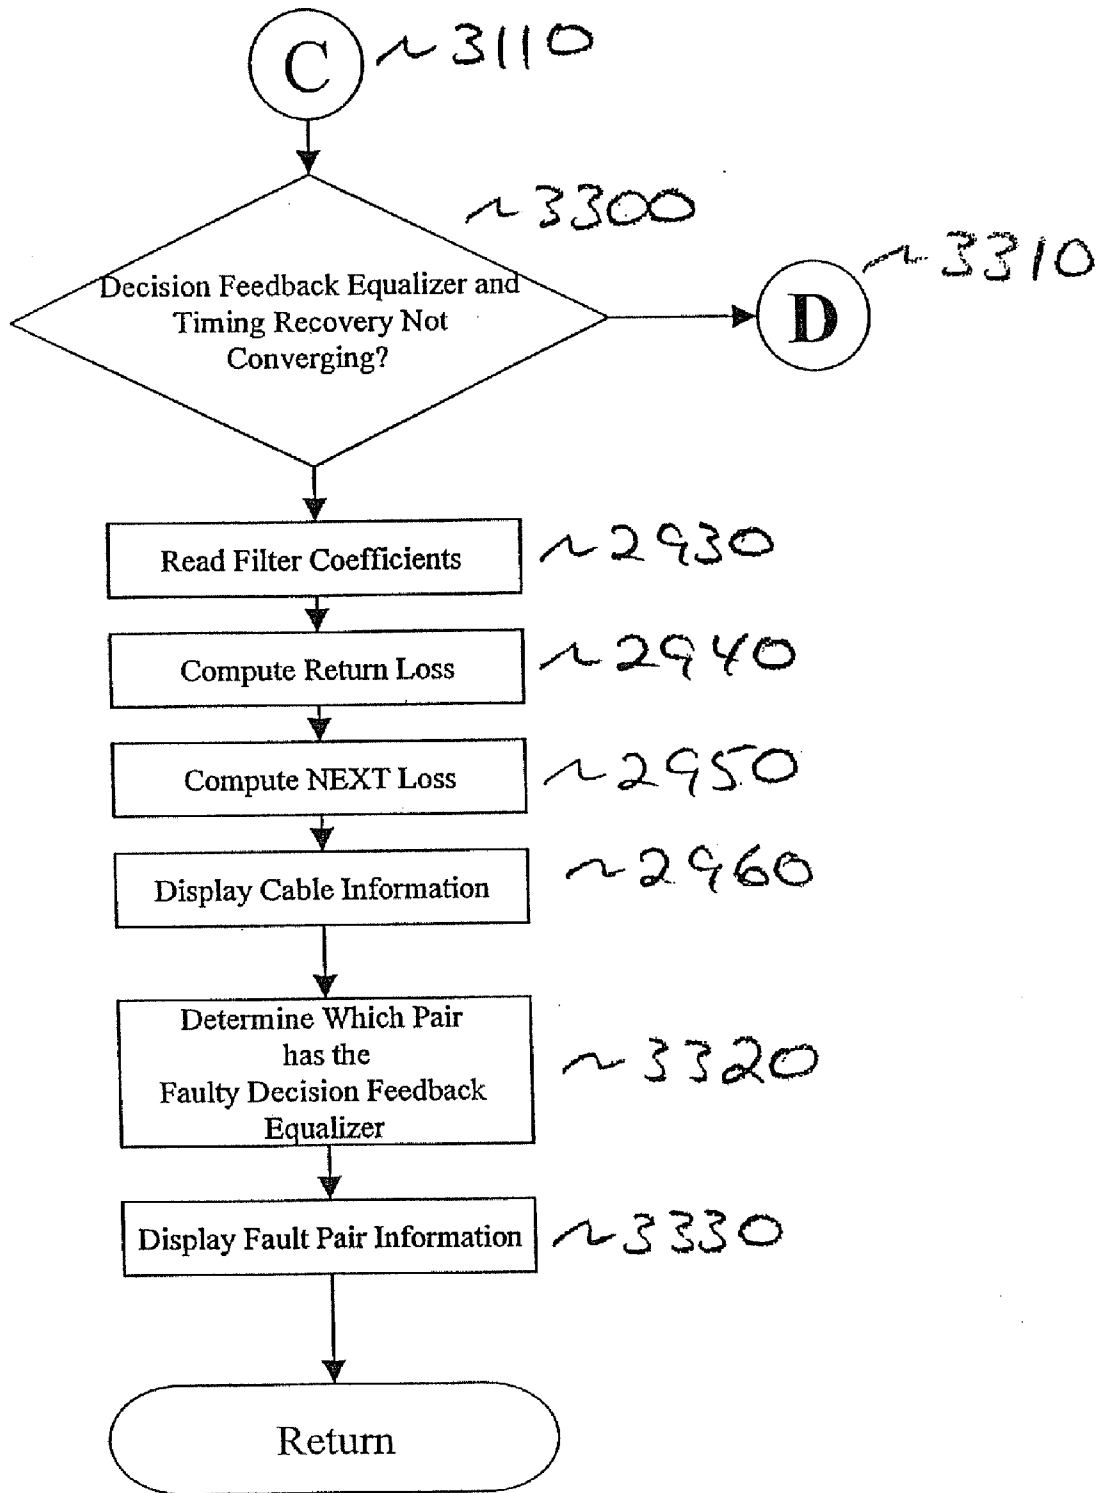 C ~3110
~3300
~3310
Decision Feedback Equalizer and
Timing Recovery Not
Converging?
D
Read Filter Coefficients ~2930
Compute Return Loss ~2940
Compute NEXT Loss ~2950
Display Cable Information ~2960
Determine Which Pair
has the
Faulty Decision Feedback
Equalizer
~3320
Display Fault Pair Information ~3330
Return